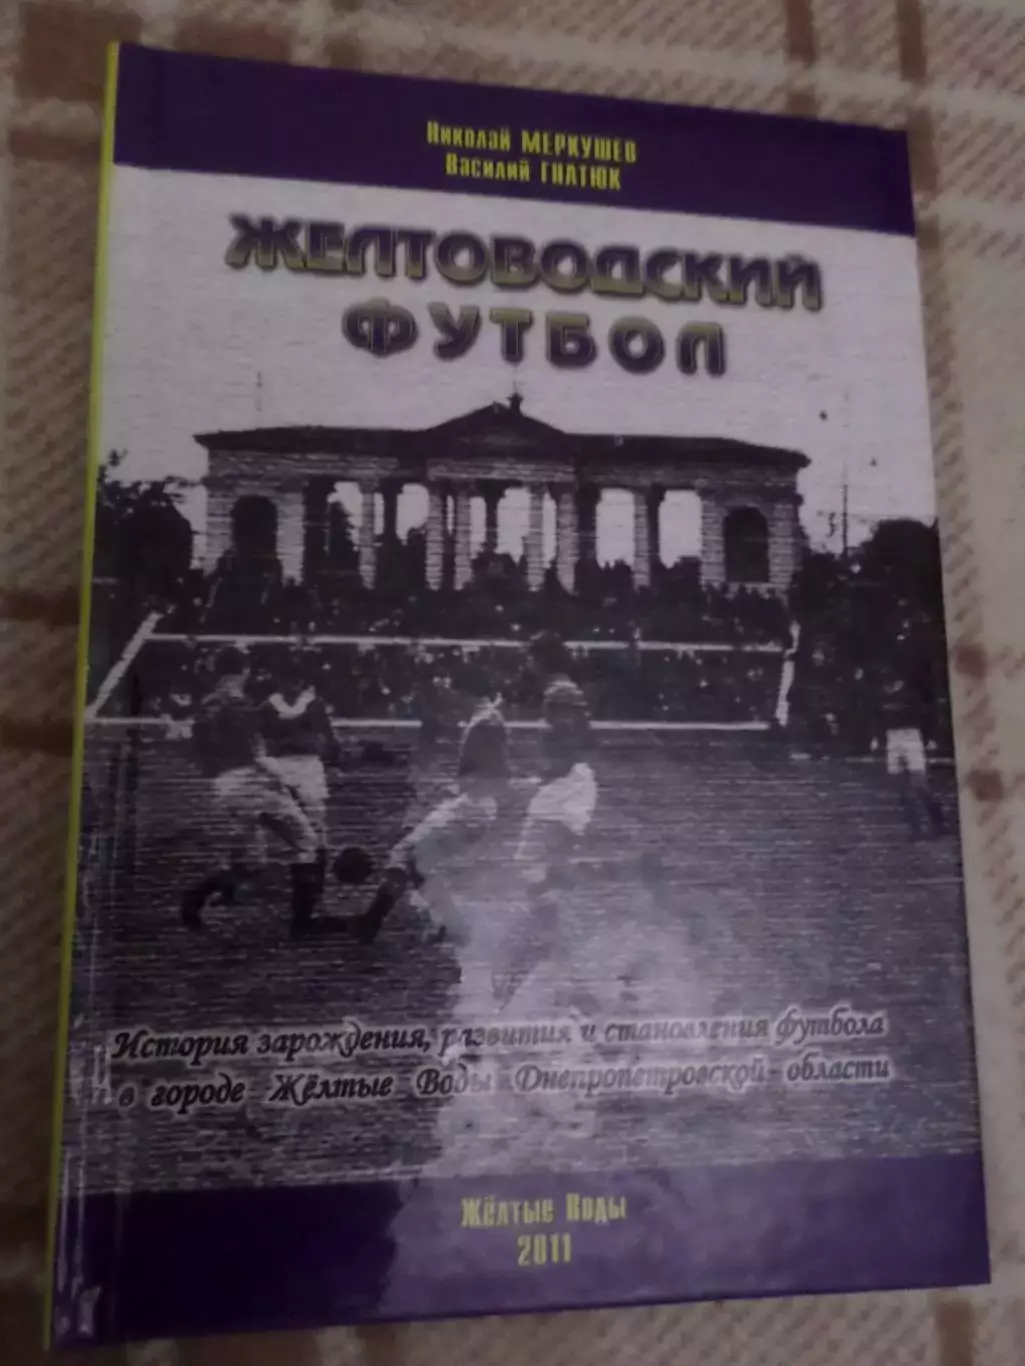 Николай МЕРКУШЕВ
Василий ГНАТЮК
ЖЕЛТОВОДСКИЙ
ФУТБОЛ
История зарождения, развития и становления футбола
в городе Жёлтые Воды Днепропетровской области
Жёлтые Воды
2011